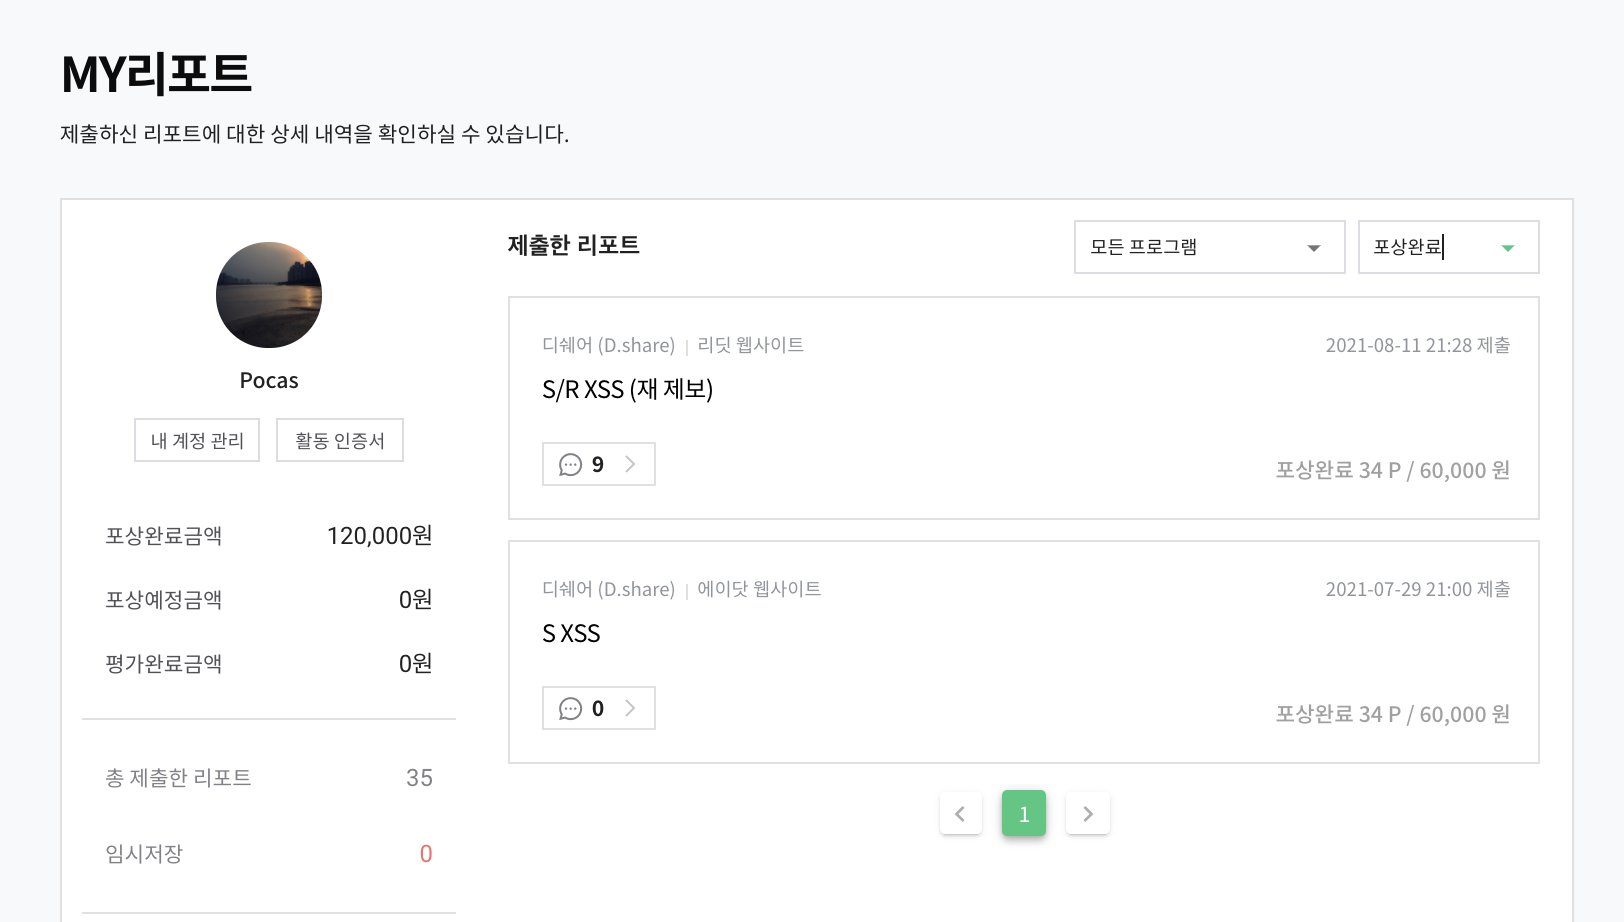 MY리포트
제출하신 리포트에 대한 상세 내역을 확인하실 수 있습니다.
Pocas
내 계정 관리
활동 인증서
포상완료금액 120,000원
포상예정금액 0원
평가완료금액 0원
총 제출한 리포트 35
임시저장 0
제출한 리포트
모든 프로그램
포상완료
디쉐어 (D.share) | 리딧 웹사이트 2021-08-11 21:28 제출
S/R XSS (재 제보)
9
포상완료 34 P / 60,000 원
디쉐어 (D.share) | 에이닷 웹사이트 2021-07-29 21:00 제출
S XSS
0
포상완료 34 P / 60,000 원
1